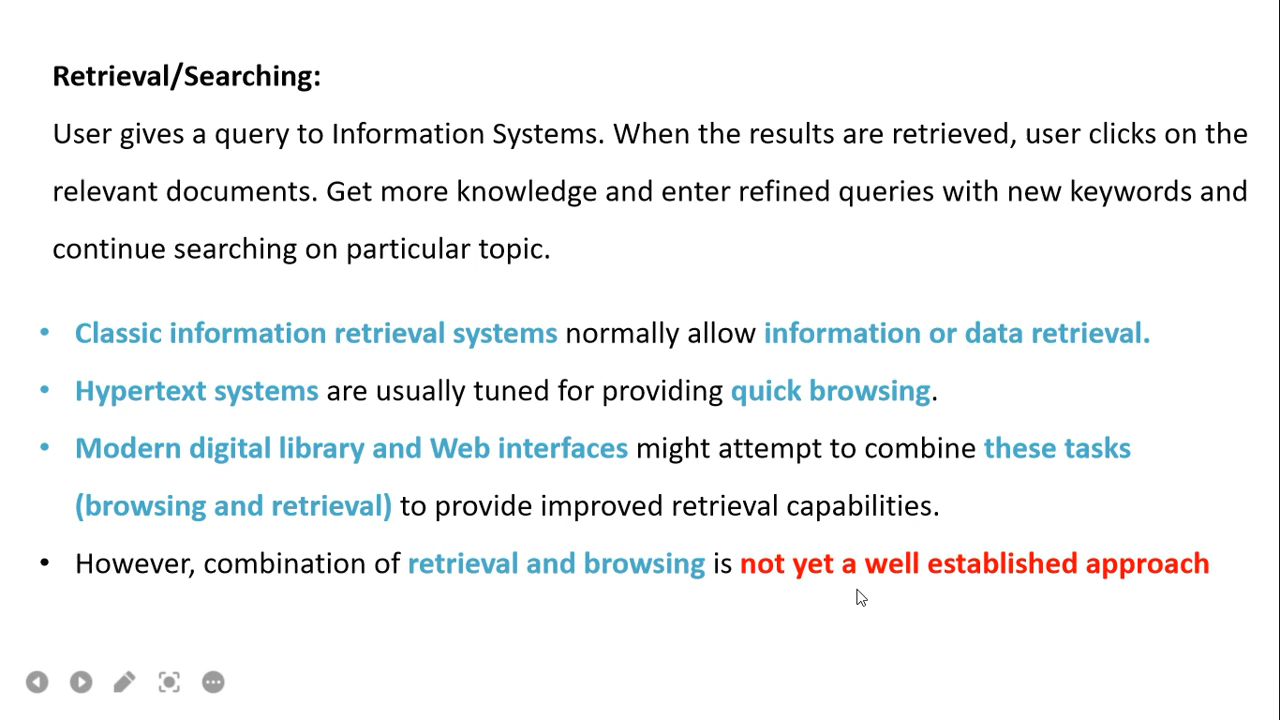 Retrieval/Searching:
User gives a query to Information Systems. When the results are retrieved, user clicks on the
relevant documents. Get more knowledge and enter refined queries with new keywords and
continue searching on particular topic.
• Classic information retrieval systems normally allow information or data retrieval.
• Hypertext systems are usually tuned for providing quick browsing.
• Modern digital library and Web interfaces might attempt to combine these tasks
(browsing and retrieval) to provide improved retrieval capabilities.
• However, combination of retrieval and browsing is not yet a well established approach